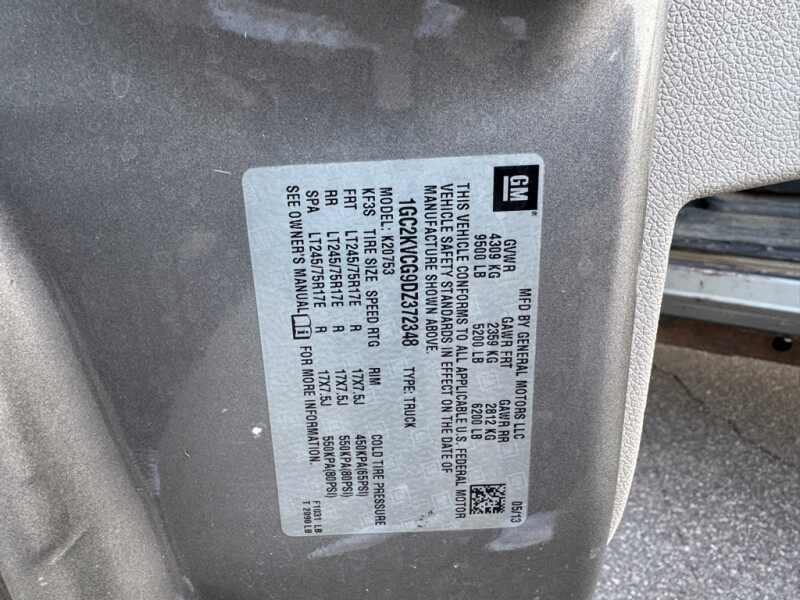 GM®
MFD BY GENERAL MOTORS LLC 05/13
GVWR GAWR FRT GAWR RR
4309 KG 2359 KG 2812 KG
9500 LB 5200 LB 6200 LB
THIS VEHICLE CONFORMS TO ALL APPLICABLE U.S. FEDERAL MOTOR
VEHICLE SAFETY STANDARDS IN EFFECT ON THE DATE OF
MANUFACTURE SHOWN ABOVE.
1GC2KVCG9DZ372348 TYPE: TRUCK
MODEL: K20753
KF3S TIRE SIZE SPEED RTG RIM COLD TIRE PRESSURE
FRT LT245/75R17E R 17X7.5J 450KPA(65PSI)
RR LT245/75R17E R 17X7.5J 550KPA(80PSI)
SPA LT245/75R17E R 17X7.5J 550KPA(80PSI)
SEE OWNER'S MANUAL FOR MORE INFORMATION. F1031 LB
T 2090 LB